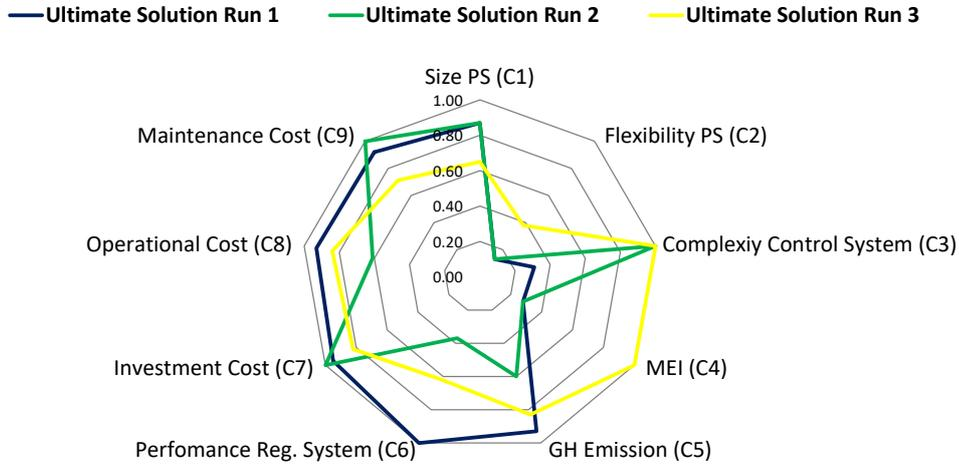 Ultimate Solution Run 1 Ultimate Solution Run 2 Ultimate Solution Run 3
Size PS (C1)
1.00
Maintenance Cost (C9) Flexibility PS (C2)
0.80
0.60
0.40
Operational Cost (C8) Complexiy Control System (C3)
0.20
0.00
Investment Cost (C7) MEI (C4)
Perfomance Reg. System (C6) GH Emission (C5)